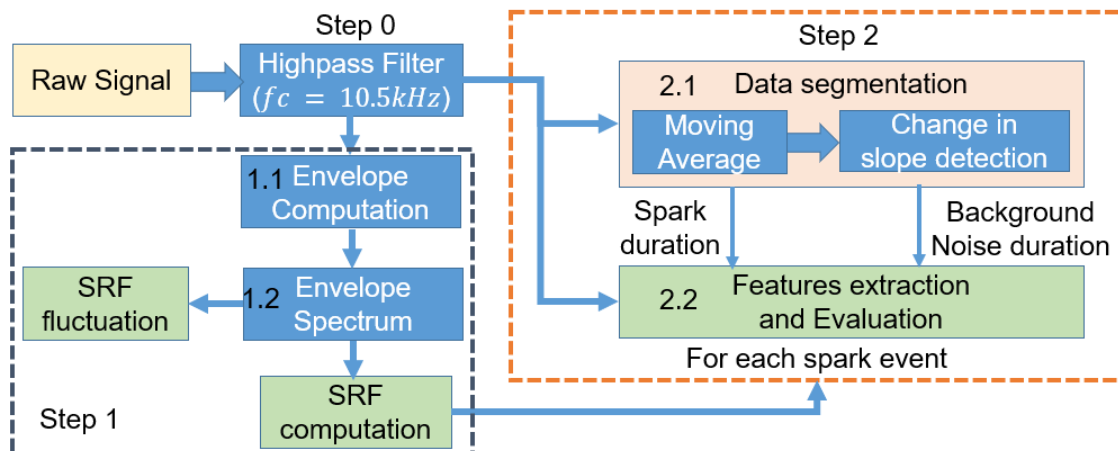 Step 0
Raw Signal
Highpass Filter
(fc = 10.5kHz)
1.1 Envelope
Computation
1.2 Envelope
Spectrum
SRF
fluctuation
SRF
computation
Step 1
Step 2
2.1 Data segmentation
Moving
Average
Change in
slope detection
Spark
duration
Background
Noise duration
2.2 Features extraction
and Evaluation
For each spark event